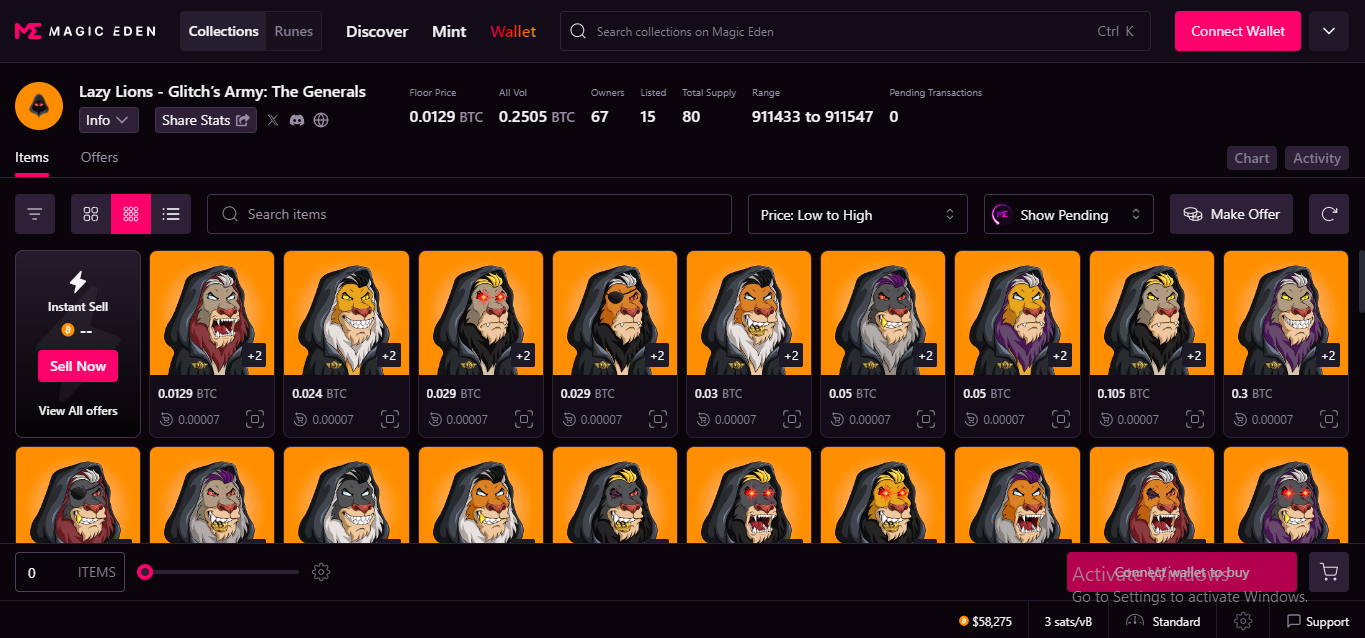 MAGIC EDEN Collections Runes Discover Mint Wallet Search collections on Magic Eden Ctrl K Connect Wallet
Lazy Lions - Glitch's Army: The Generals
Info Share Stats
Floor Price All Vol Owners Listed Total Supply Range Pending Transactions
0.0129 BTC 0.2505 BTC 67 15 80 911433 to 911547 0
Items Offers Chart Activity
Search items Price: Low to High Show Pending Make Offer
Instant Sell
--
Sell Now
View All offers
+2 +2 +2 +2 +2 +2 +2 +2 +2
0.0129 BTC 0.024 BTC 0.029 BTC 0.029 BTC 0.03 BTC 0.05 BTC 0.05 BTC 0.105 BTC 0.3 BTC
0.00007 0.00007 0.00007 0.00007 0.00007 0.00007 0.00007 0.00007 0.00007
0 ITEMS Connect wallet to buy
Activate Windows
Go to Settings to activate Windows.
$58,275 3 sats/vB Standard Support